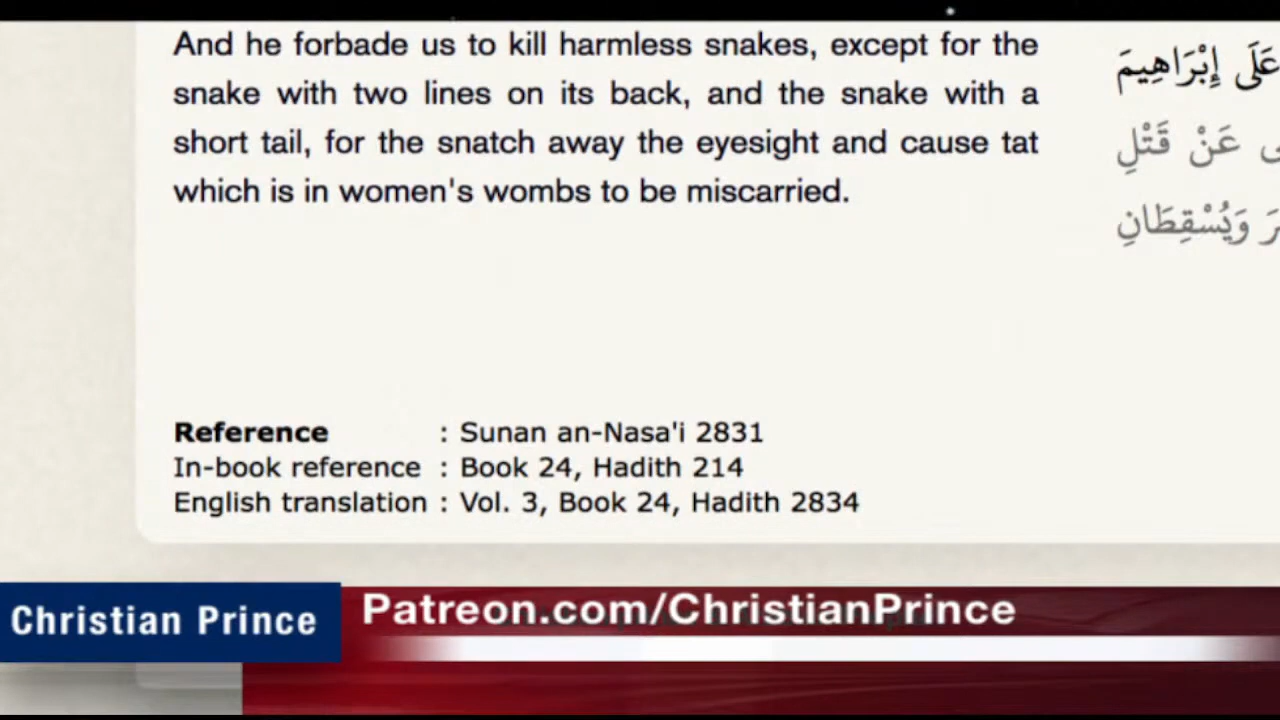 And he forbade us to kill harmless snakes, except for the
snake with two lines on its back, and the snake with a
short tail, for the snatch away the eyesight and cause tat
which is in women's wombs to be miscarried.
عَلَى إِبْرَاهِيمَ
عَنْ قَتْلِ
وَيُسْقِطَانِ
Reference : Sunan an-Nasa'i 2831
In-book reference : Book 24, Hadith 214
English translation : Vol. 3, Book 24, Hadith 2834
Christian Prince
Patreon.com/ChristianPrince